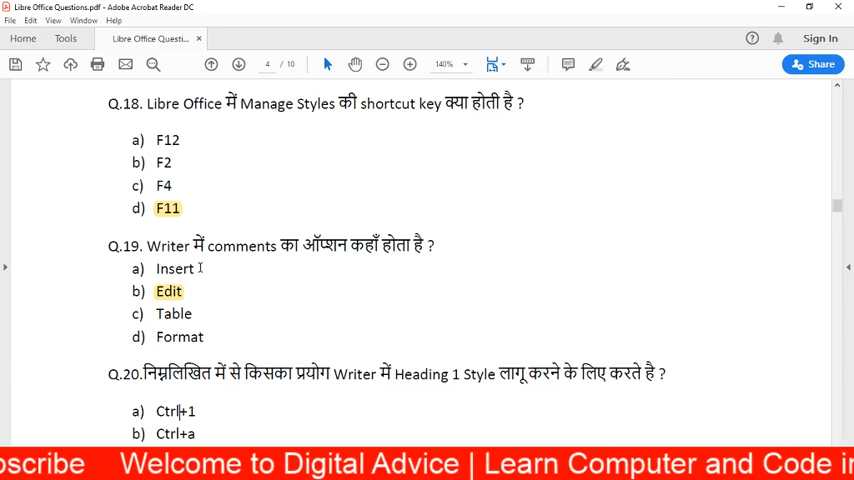 Libre Office Questions.pdf - Adobe Acrobat Reader DC
File Edit View Window Help
Home Tools Libre Office Questi... × Sign In
4 / 10 140% Share
Q.18. Libre Office में Manage Styles की shortcut key क्या होती है ?
a) F12
b) F2
c) F4
d) F11
Q.19. Writer में comments का ऑप्शन कहाँ होता है ?
a) Insert
b) Edit
c) Table
d) Format
Q.20.निम्नलिखित में से किसका प्रयोग Writer में Heading 1 Style लागू करने के लिए करते है ?
a) Ctrl+1
b) Ctrl+a
oscribe Welcome to Digital Advice | Learn Computer and Code in